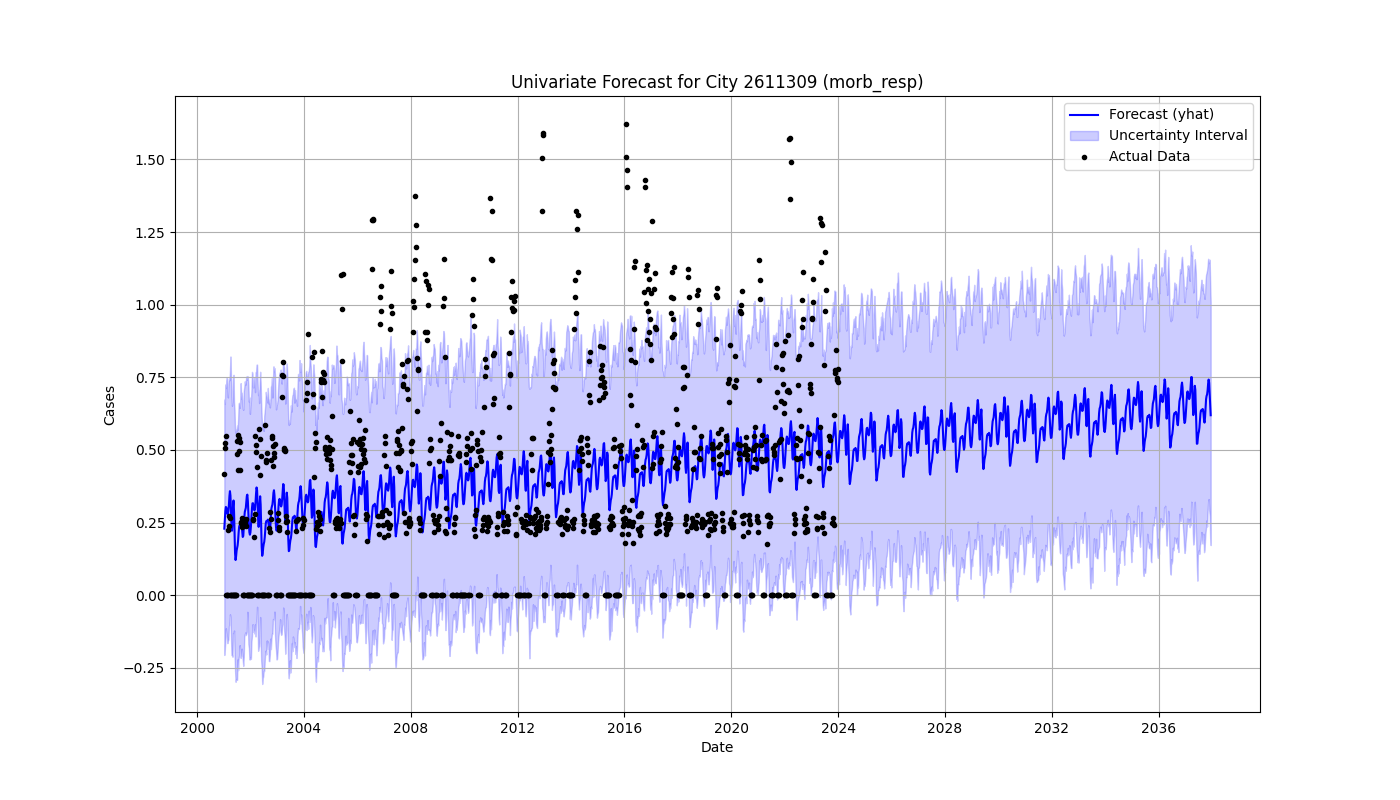 Univariate Forecast for City 2611309 (morb_resp)
Forecast (yhat)
Uncertainty Interval
Actual Data
Cases
1.50
1.25
1.00
0.75
0.50
0.25
0.00
−0.25
2000 2004 2008 2012 2016 2020 2024 2028 2032 2036
Date